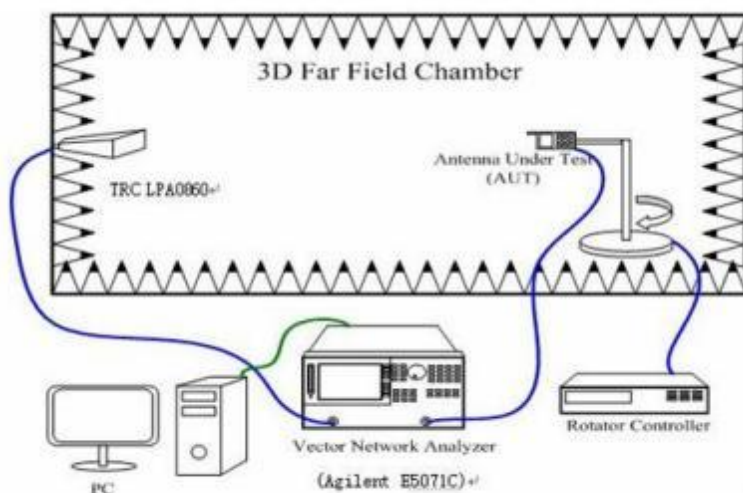 3D Far Field Chamber
TRC LPA0860↵
Antenna Under Test
(AUT)
Vector Network Analyzer
(Agilent E5071C)↵
Rotator Controller
PC